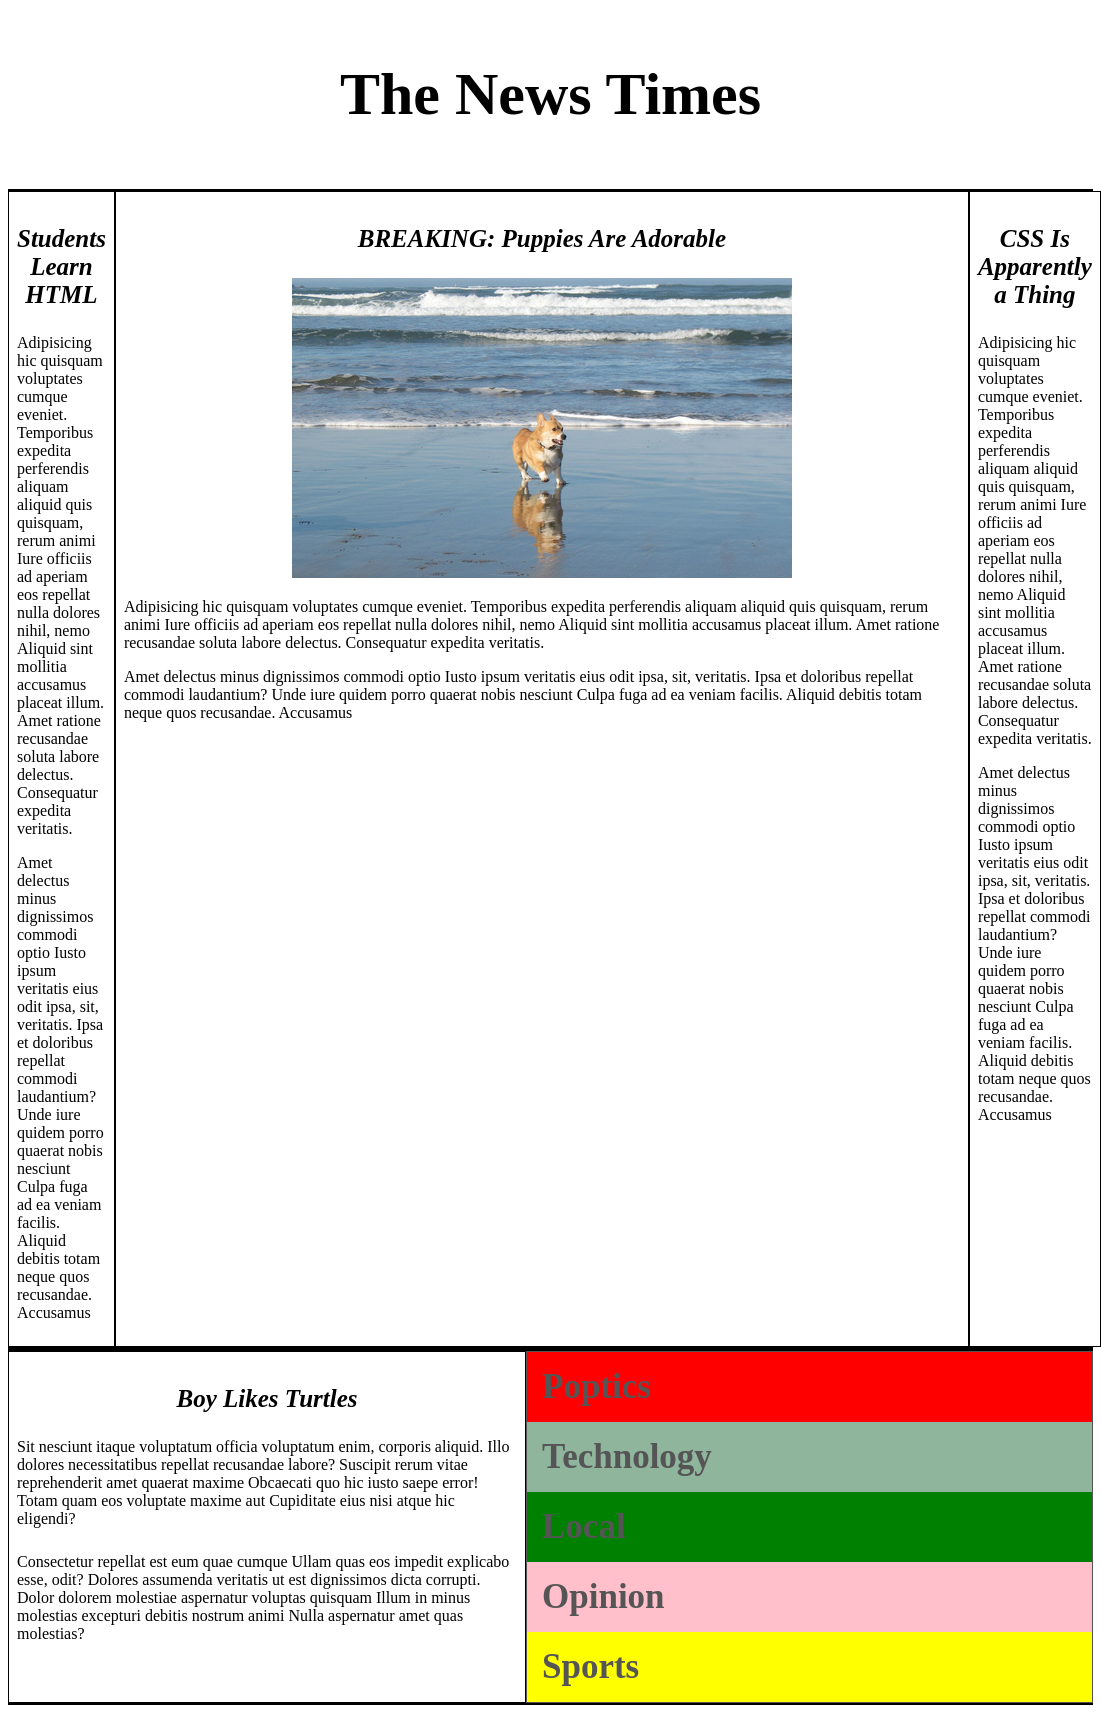 The News Times
Students
Learn
HTML
Adipisicing
hic quisquam
voluptates
cumque
eveniet.
Temporibus
expedita
perferendis
aliquam
aliquid quis
quisquam,
rerum animi
Iure officiis
ad aperiam
eos repellat
nulla dolores
nihil, nemo
Aliquid sint
mollitia
accusamus
placeat illum.
Amet ratione
recusandae
soluta labore
delectus.
Consequatur
expedita
veritatis.
Amet
delectus
minus
dignissimos
commodi
optio Iusto
ipsum
veritatis eius
odit ipsa, sit,
veritatis. Ipsa
et doloribus
repellat
commodi
laudantium?
Unde iure
quidem porro
quaerat nobis
nesciunt
Culpa fuga
ad ea veniam
facilis.
Aliquid
debitis totam
neque quos
recusandae.
Accusamus
BREAKING: Puppies Are Adorable
Adipisicing hic quisquam voluptates cumque eveniet. Temporibus expedita perferendis aliquam aliquid quis quisquam, rerum
animi Iure officiis ad aperiam eos repellat nulla dolores nihil, nemo Aliquid sint mollitia accusamus placeat illum. Amet ratione
recusandae soluta labore delectus. Consequatur expedita veritatis.
Amet delectus minus dignissimos commodi optio Iusto ipsum veritatis eius odit ipsa, sit, veritatis. Ipsa et doloribus repellat
commodi laudantium? Unde iure quidem porro quaerat nobis nesciunt Culpa fuga ad ea veniam facilis. Aliquid debitis totam
neque quos recusandae. Accusamus
CSS Is
Apparently
a Thing
Adipisicing hic
quisquam
voluptates
cumque eveniet.
Temporibus
expedita
perferendis
aliquam aliquid
quis quisquam,
rerum animi Iure
officiis ad
aperiam eos
repellat nulla
dolores nihil,
nemo Aliquid
sint mollitia
accusamus
placeat illum.
Amet ratione
recusandae soluta
labore delectus.
Consequatur
expedita veritatis.
Amet delectus
minus
dignissimos
commodi optio
Iusto ipsum
veritatis eius odit
ipsa, sit, veritatis.
Ipsa et doloribus
repellat commodi
laudantium?
Unde iure
quidem porro
quaerat nobis
nesciunt Culpa
fuga ad ea
veniam facilis.
Aliquid debitis
totam neque quos
recusandae.
Accusamus
Boy Likes Turtles
Sit nesciunt itaque voluptatum officia voluptatum enim, corporis aliquid. Illo
dolores necessitatibus repellat recusandae labore? Suscipit rerum vitae
reprehenderit amet quaerat maxime Obcaecati quo hic iusto saepe error!
Totam quam eos voluptate maxime aut Cupiditate eius nisi atque hic
eligendi?
Consectetur repellat est eum quae cumque Ullam quas eos impedit explicabo
esse, odit? Dolores assumenda veritatis ut est dignissimos dicta corrupti.
Dolor dolorem molestiae aspernatur voluptas quisquam Illum in minus
molestias excepturi debitis nostrum animi Nulla aspernatur amet quas
molestias?
Poptics
Technology
Local
Opinion
Sports